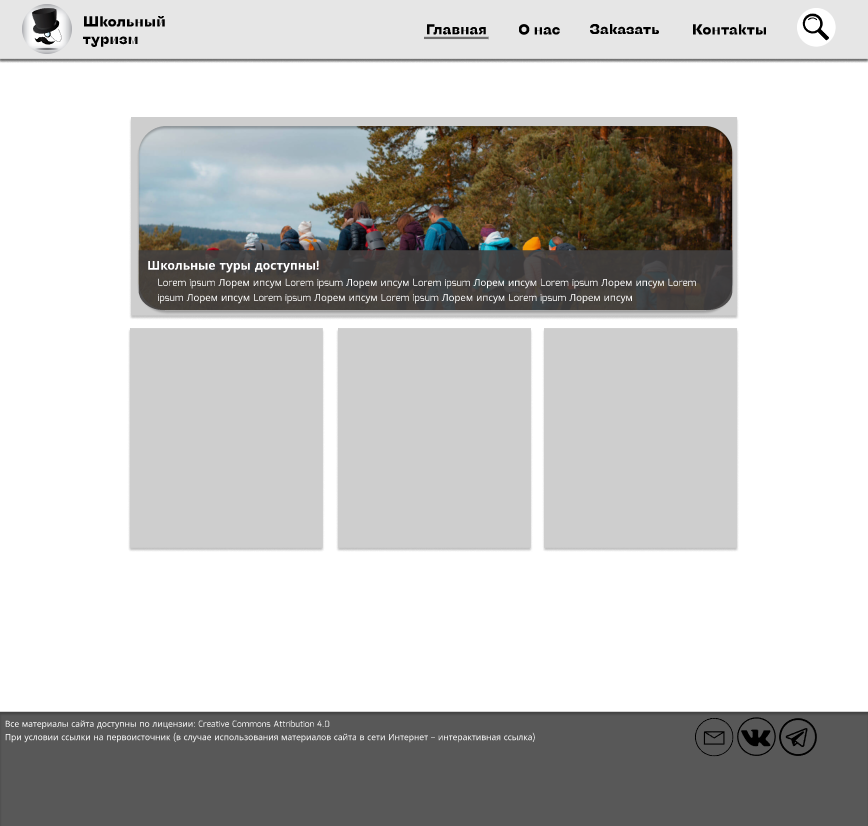 Школьный
туризм
Главная
О нас
Заказать
Контакты
Школьные туры доступны!
Lorem ipsum Лорем ипсум Lorem ipsum Лорем ипсум Lorem ipsum Лорем ипсум Lorem ipsum Лорем ипсум Lorem
ipsum Лорем ипсум Lorem ipsum Лорем ипсум Lorem ipsum Лорем ипсум Lorem ipsum Лорем ипсум
Все материалы сайта доступны по лицензии: Creative Commons Attribution 4.0
При условии ссылки на первоисточник (в случае использования материалов сайта в сети Интернет – интерактивная ссылка)